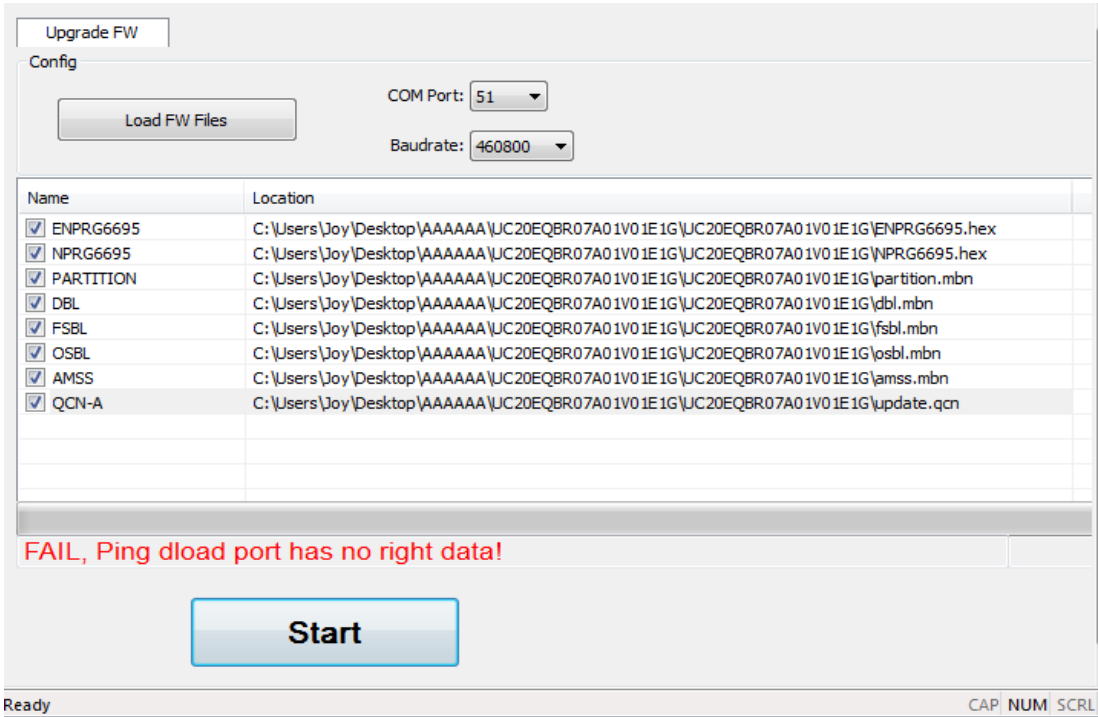 Upgrade FW
Config
Load FW Files
COM Port: 51
Baudrate: 460800
Name Location
ENPRG6695 C:\Users\Joy\Desktop\AAAAAA\UC20EQBR07A01V01E1G\UC20EQBR07A01V01E1G\ENPRG6695.hex
NPRG6695 C:\Users\Joy\Desktop\AAAAAA\UC20EQBR07A01V01E1G\UC20EQBR07A01V01E1G\NPRG6695.hex
PARTITION C:\Users\Joy\Desktop\AAAAAA\UC20EQBR07A01V01E1G\UC20EQBR07A01V01E1G\partition.mbn
DBL C:\Users\Joy\Desktop\AAAAAA\UC20EQBR07A01V01E1G\UC20EQBR07A01V01E1G\dbl.mbn
FSBL C:\Users\Joy\Desktop\AAAAAA\UC20EQBR07A01V01E1G\UC20EQBR07A01V01E1G\fsbl.mbn
OSBL C:\Users\Joy\Desktop\AAAAAA\UC20EQBR07A01V01E1G\UC20EQBR07A01V01E1G\osbl.mbn
AMSS C:\Users\Joy\Desktop\AAAAAA\UC20EQBR07A01V01E1G\UC20EQBR07A01V01E1G\amss.mbn
QCN-A C:\Users\Joy\Desktop\AAAAAA\UC20EQBR07A01V01E1G\UC20EQBR07A01V01E1G\update.qcn
FAIL, Ping dload port has no right data!
Start
Ready CAP NUM SCRL